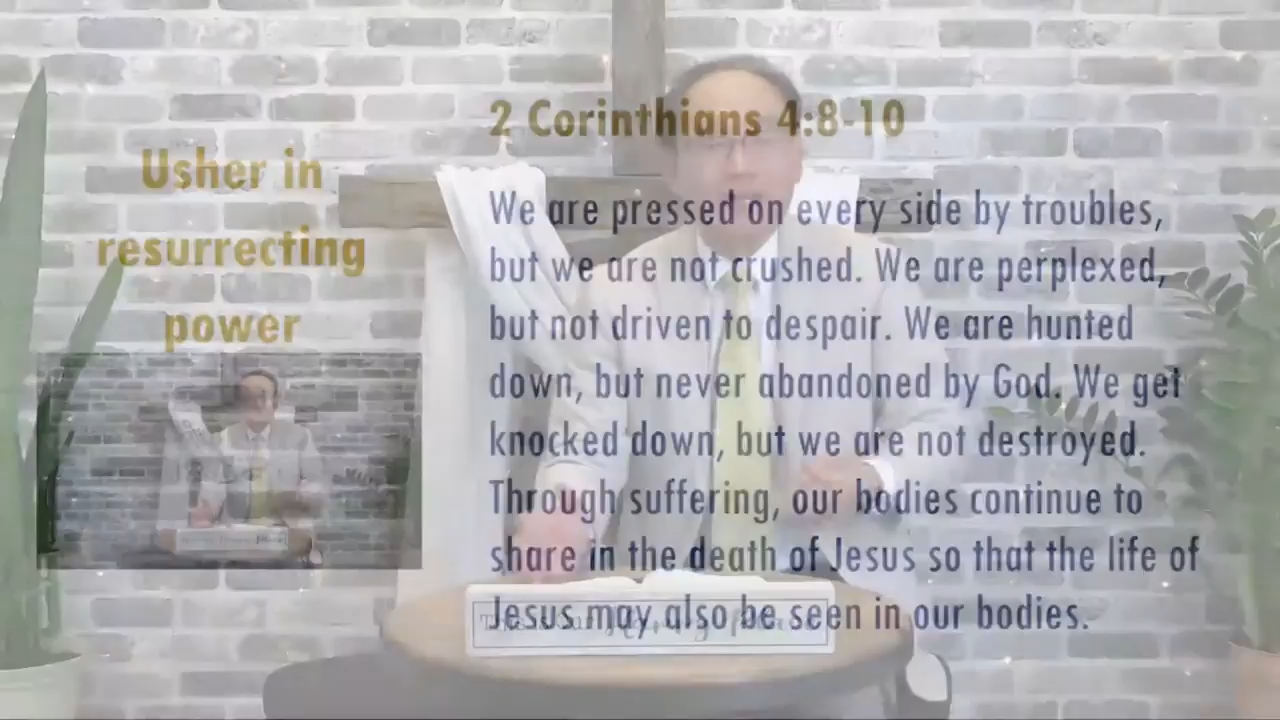 Usher in
resurrecting
power
2 Corinthians 4:8-10
We are pressed on every side by troubles,
but we are not crushed. We are perplexed,
but not driven to despair. We are hunted
down, but never abandoned by God. We get
knocked down, but we are not destroyed.
Through suffering, our bodies continue to
share in the death of Jesus so that the life of
Jesus may also be seen in our bodies.